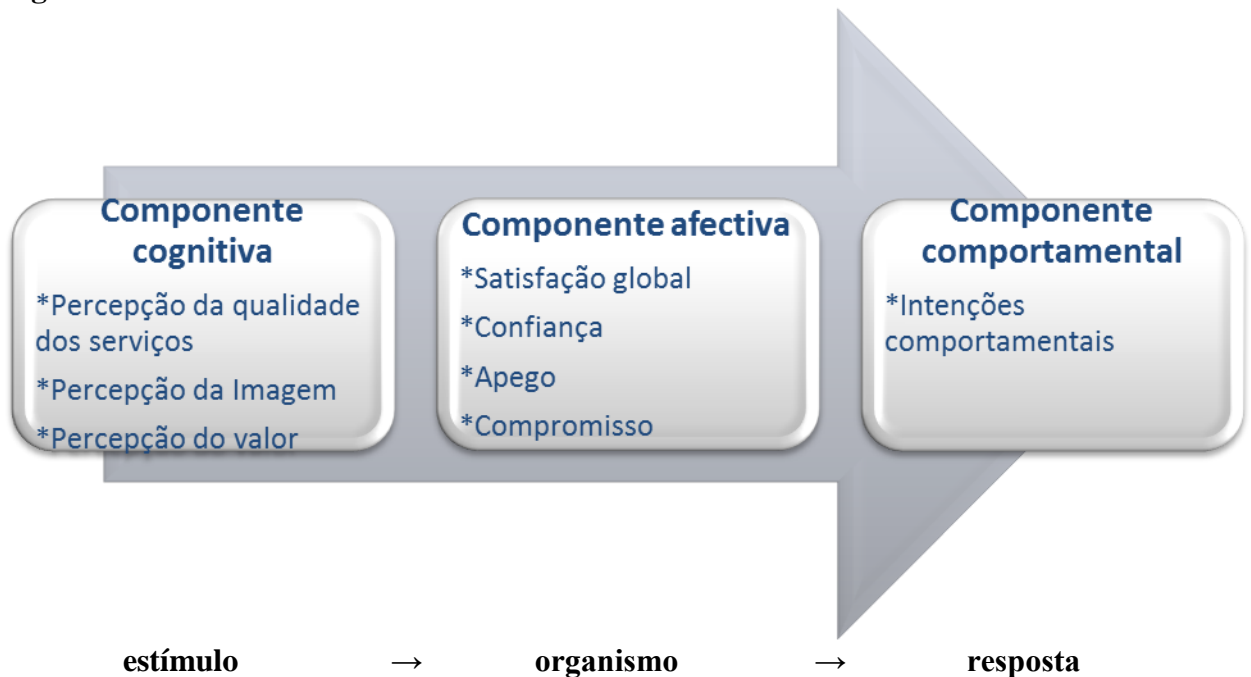 Componente
cognitiva
*Percepção da qualidade
dos serviços
*Percepção da Imagem
*Percepção do valor
Componente afectiva
*Satisfação global
*Confiança
*Apego
*Compromisso
Componente
comportamental
*Intenções
comportamentais
estímulo → organismo → resposta